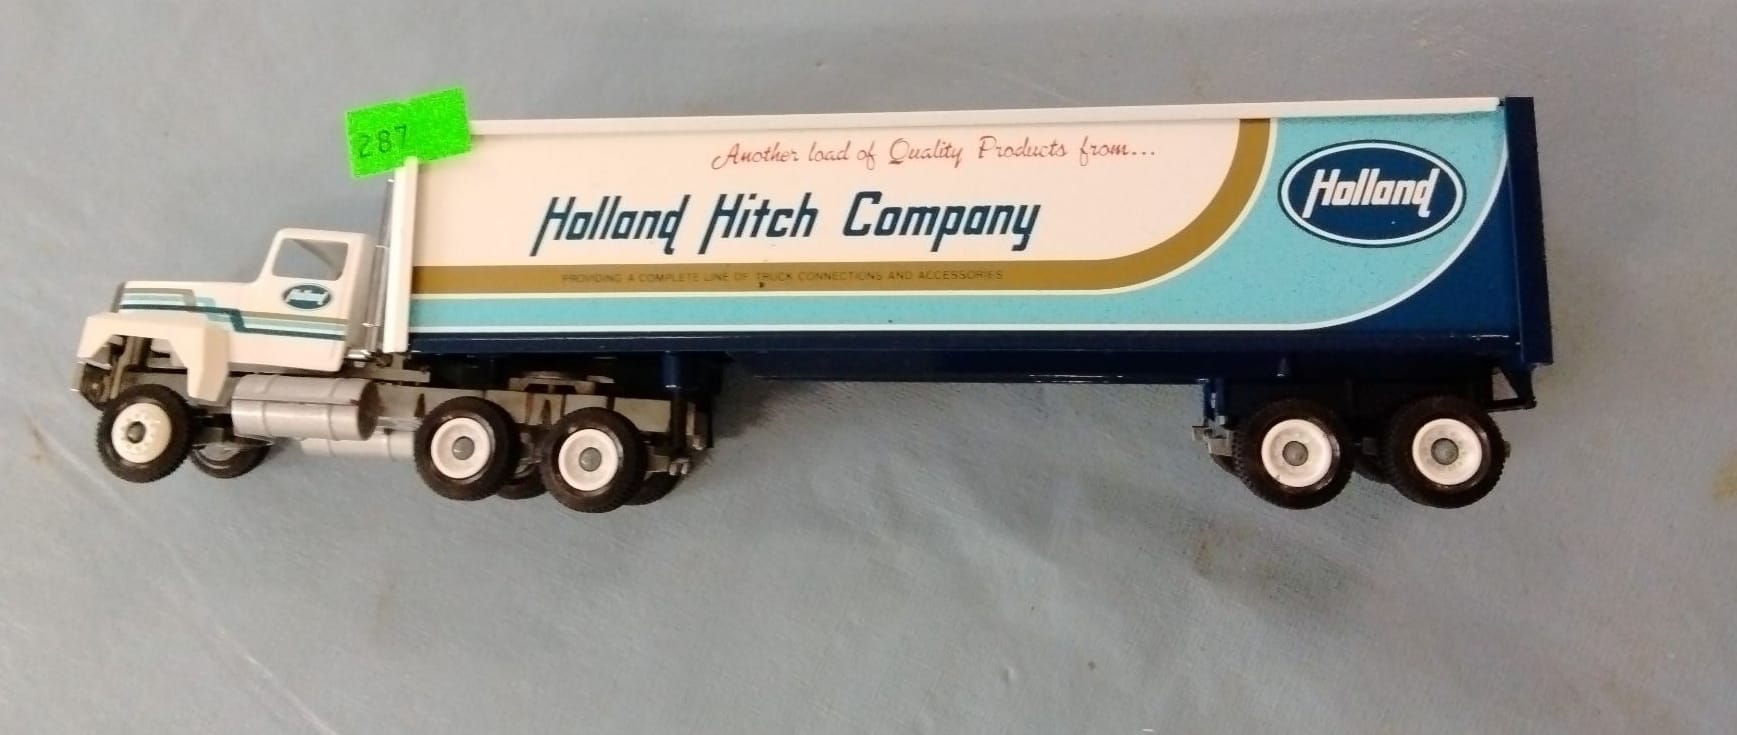 287
Another load of Quality Products from...
Holland Hitch Company
PROVIDING A COMPLETE LINE OF TRUCK CONNECTIONS AND ACCESSORIES
Holland
Holland